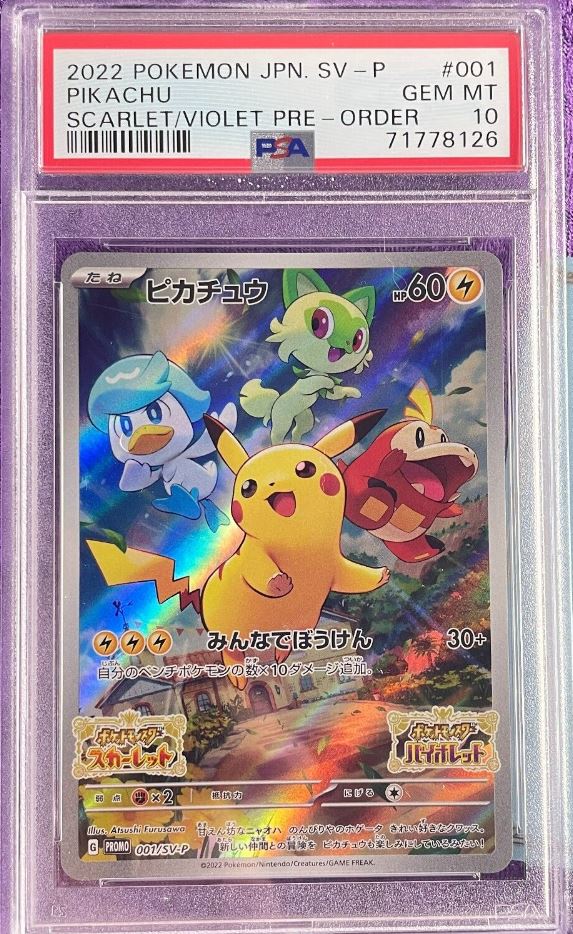 2022 POKEMON JPN. SV-P #001
PIKACHU GEM MT
SCARLET/VIOLET PRE-ORDER 10
PSA 71778126
たね ピカチュウ HP60
みんなでぼうけん 30+
自分のベンチポケモンの数×10ダメージ追加。
ポケットモンスター スカーレット ポケットモンスター バイオレット
弱点 ×2 抵抗力 にげる
Illus. Atsushi Furusawa
甘えん坊なニャオハ のんびりやのホゲータ きれい好きなクワッス。
新しい仲間との冒険を ピカチュウも楽しみにしているみたい!
G PROMO 001/SV-P
©2022 Pokémon/Nintendo/Creatures/GAME FREAK.